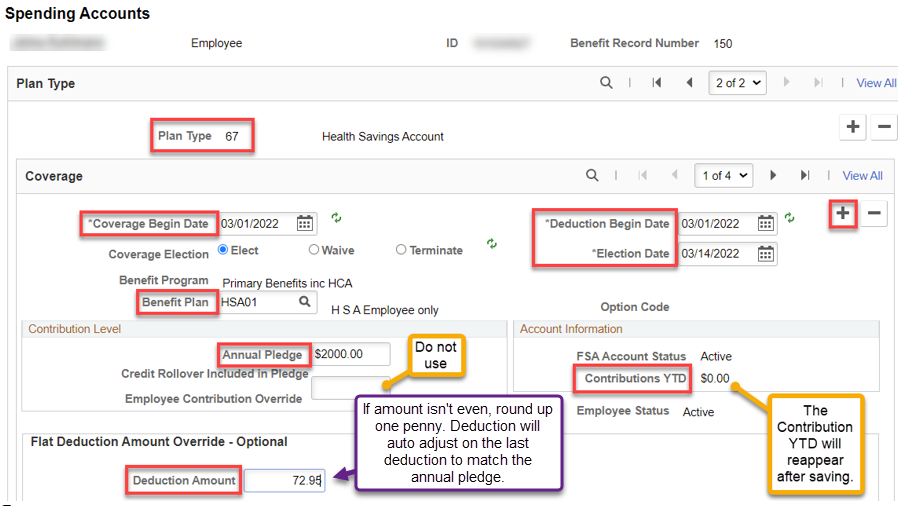 Spending Accounts
Employee ID Benefit Record Number 150
Plan Type 2 of 2 View All
Plan Type 67 Health Savings Account
Coverage 1 of 4 View All
*Coverage Begin Date 03/01/2022 *Deduction Begin Date 03/01/2022
Coverage Election Elect Waive Terminate *Election Date 03/14/2022
Benefit Program Primary Benefits inc HCA
Benefit Plan HSA01 H S A Employee only Option Code
Contribution Level Account Information
Annual Pledge $2000.00 FSA Account Status Active
Credit Rollover Included in Pledge Contributions YTD $0.00
Employee Contribution Override Employee Status Active
Do not
use
If amount isn't even, round up
one penny. Deduction will
auto adjust on the last
deduction to match the
annual pledge.
The
Contribution
YTD will
reappear
after saving.
Flat Deduction Amount Override - Optional
Deduction Amount 72.95